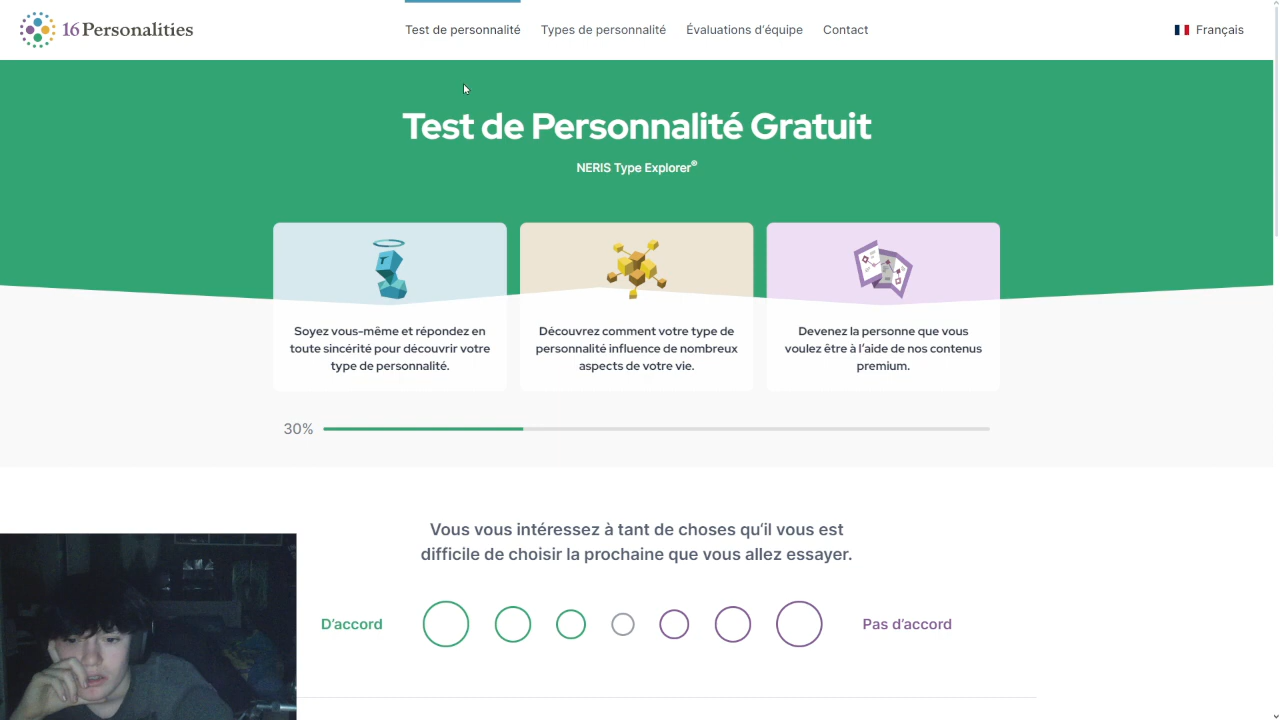 16Personalities
Test de personalité
Types de personalité
Évaluations d’équipe
Contact
Français
Test de Personnalité Gratuit
NERIS Type Explorer®
Soyez vous-même et répondez en
toute sincérité pour découvrir votre
type de personnalité.
Découvrez comment votre type de
personnalité influence de nombreux
aspects de votre vie.
Devenez la personne que vous
voulez être à l’aide de nos contenus
premium.
30%
Vous vous intéressez à tant de choses qu’il vous est
difficile de choisir la prochaine que vous allez essayer.
D’accord
Pas d’accord